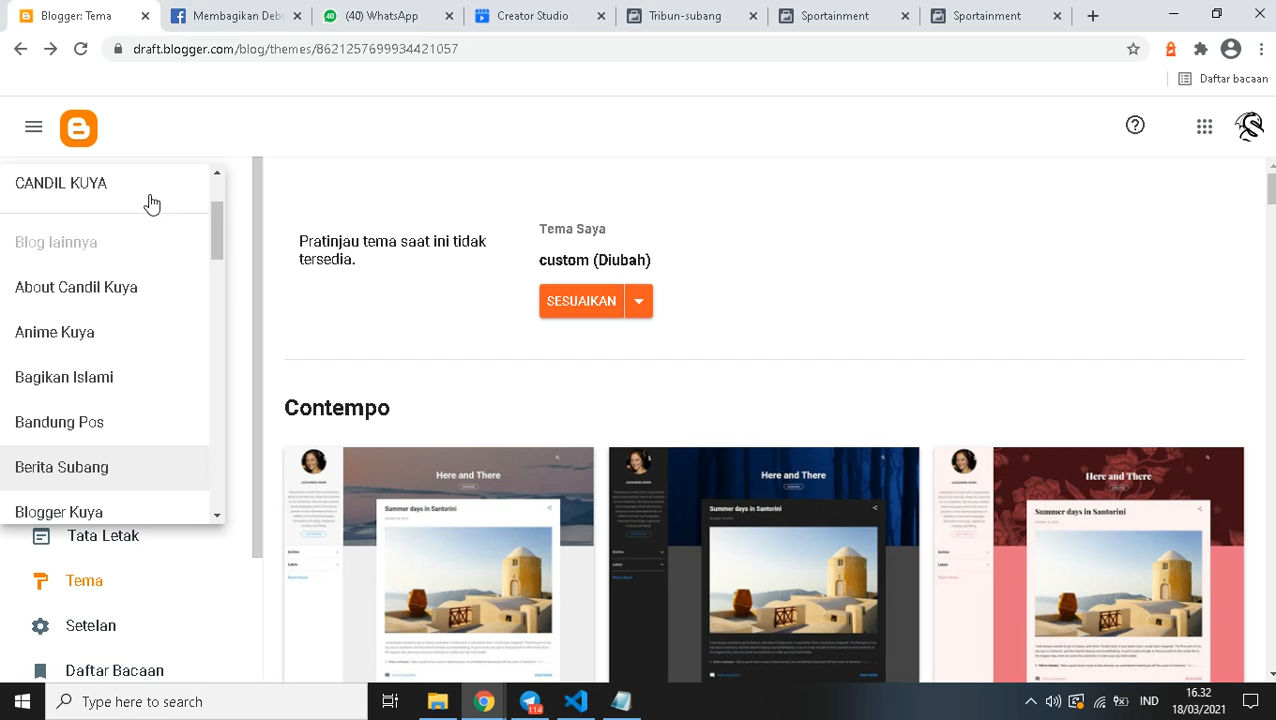 Blogger: Tema
Mengatasi dan Deb
(40) WhatsApp
Creator Studio
Tribun-subang
Sportainment
Sportainment
draft.blogger.com/blog/themes/8621257699934421057
Daftar bacaan
CANDIL KUYA
Blog lainnya
About Candil Kuya
Anime Kuya
Bagikan Islami
Bandung Pos
Berita Subang
Blogger Kuya
Tata Letak
Tema
Pratinjau tema saat ini tidak
tersedia.
Tema Saya
custom (Diubah)
SESUAIKAN
Contempo
Here and There
Summer days in Santorini
Here and There
Summer days in Santorini
Here and There
Summer days in Santorini
Type here to search
114
IND
16.32
18/03/2021